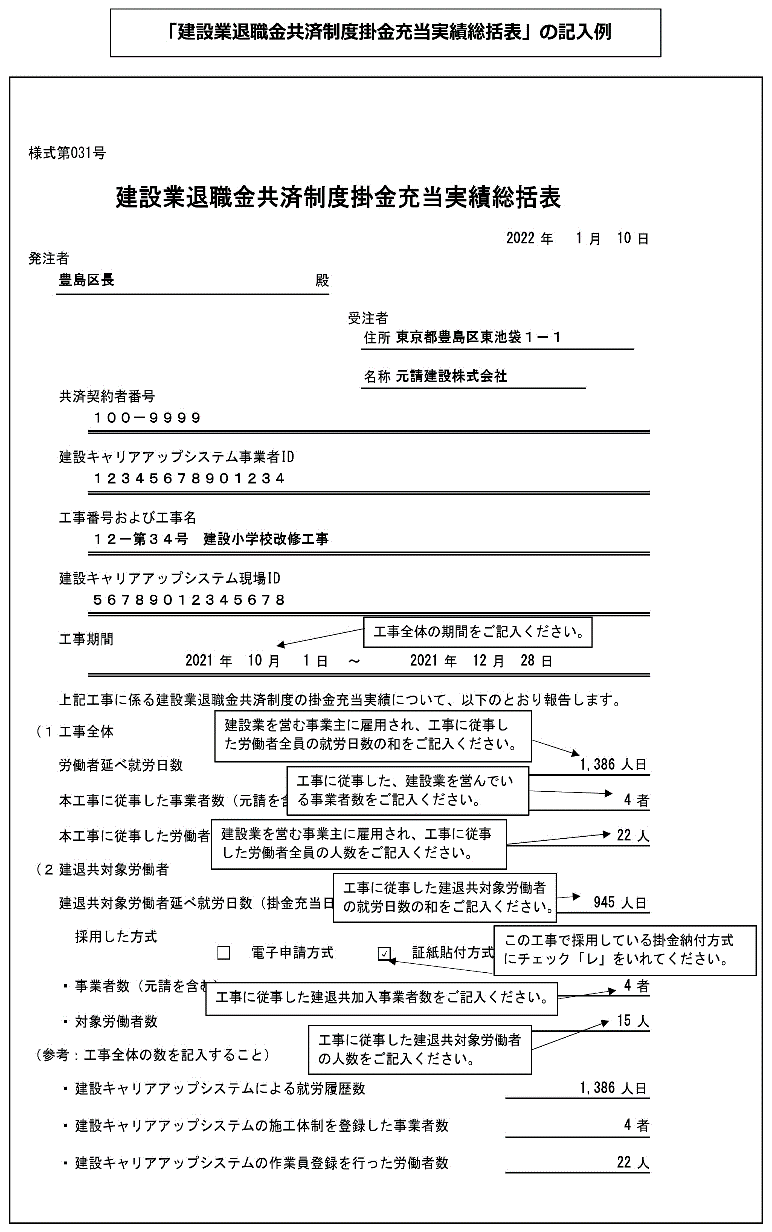 「建設業退職金共済制度掛金充当実績総括表」の記入例
様式第031号
建設業退職金共済制度掛金充当実績総括表
2022 年 1 月 10 日
発注者
豊島区長 殿
受注者
住所 東京都豊島区東池袋１－１
名称 元請建設株式会社
共済契約者番号
１００－９９９９
建設キャリアアップシステム事業者ID
１２３４５６７８９０１２３４
工事番号および工事名
１２－第３４号 建設小学校改修工事
建設キャリアアップシステム現場ID
５６７８９０１２３４５６７８
工事期間
工事全体の期間をご記入ください。
2021 年 10 月 1 日 ～ 2021 年 12 月 28 日
上記工事に係る建設業退職金共済制度の掛金充当実績について、以下のとおり報告します。
（１工事全体
建設業を営む事業主に雇用され、工事に従事し
た労働者全員の就労日数の和をご記入ください。
労働者延べ就労日数 1,386 人日
工事に従事した、建設業を営んでい
る事業者数をご記入ください。
本工事に従事した事業者数（元請を含 4 者
本工事に従事した労働者 22 人
建設業を営む事業主に雇用され、工事に従事
した労働者全員の人数をご記入ください。
（２建退共対象労働者
工事に従事した建退共対象労働者
の就労日数の和をご記入ください。
建退共対象労働者延べ就労日数（掛金充当日 945 人日
採用した方式
この工事で採用している掛金納付方式
にチェック「レ」をいれてください。
□ 電子申請方式 ☑ 証紙貼付方式
・事業者数（元請を含む 4 者
工事に従事した建退共加入事業者数をご記入ください。
・対象労働者数 15 人
工事に従事した建退共対象労働者
の人数をご記入ください。
（参考：工事全体の数を記入すること）
・建設キャリアアップシステムによる就労履歴数 1,386 人日
・建設キャリアアップシステムの施工体制を登録した事業者数 4 者
・建設キャリアアップシステムの作業員登録を行った労働者数 22 人